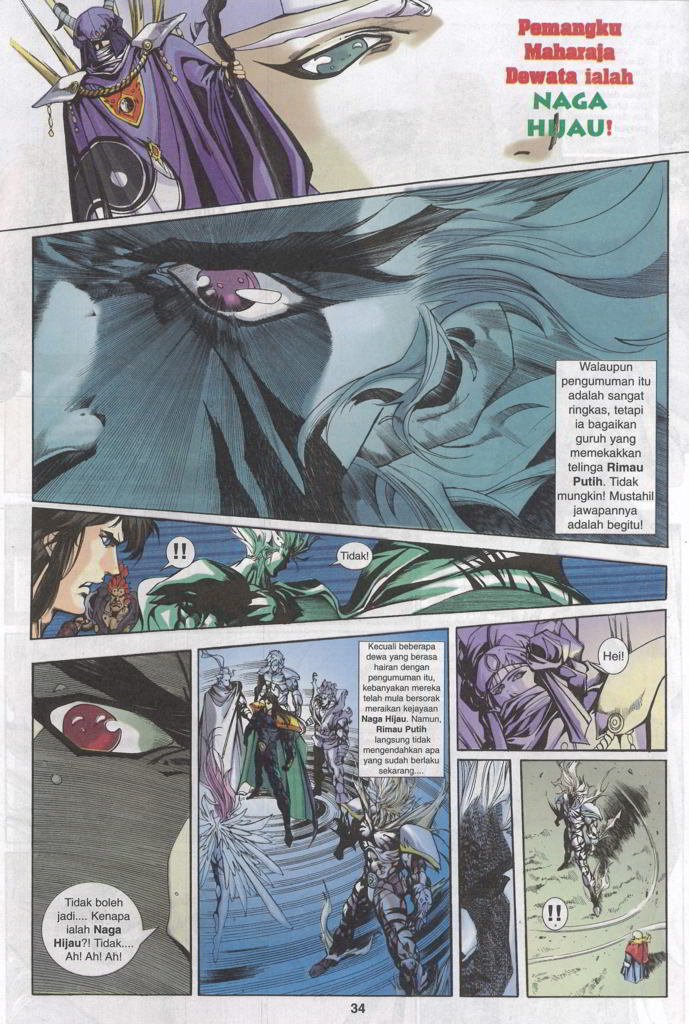 Pemangku
Maharaja
Dewata ialah
NAGA
HIJAU!
Walaupun
pengumuman itu
adalah sangat
ringkas, tetapi
ia bagaikan
guruh yang
memekakkan
telinga Rimau
Putih. Tidak
mungkin! Mustahil
jawapannya
adalah begitu!
!!
Tidak!
Tidak boleh
jadi.... Kenapa
ialah Naga
Hijau?! Tidak....
Ah! Ah! Ah!
Kecuali beberapa
dewa yang berasa
hairan dengan
pengumuman itu,
kebanyakan mereka
telah mula bersorak
meraikan kejayaan
Naga Hijau. Namun,
Rimau Putih
langsung tidak
mengendahkan apa
yang sudah berlaku
sekarang....
Hei!
!!
34